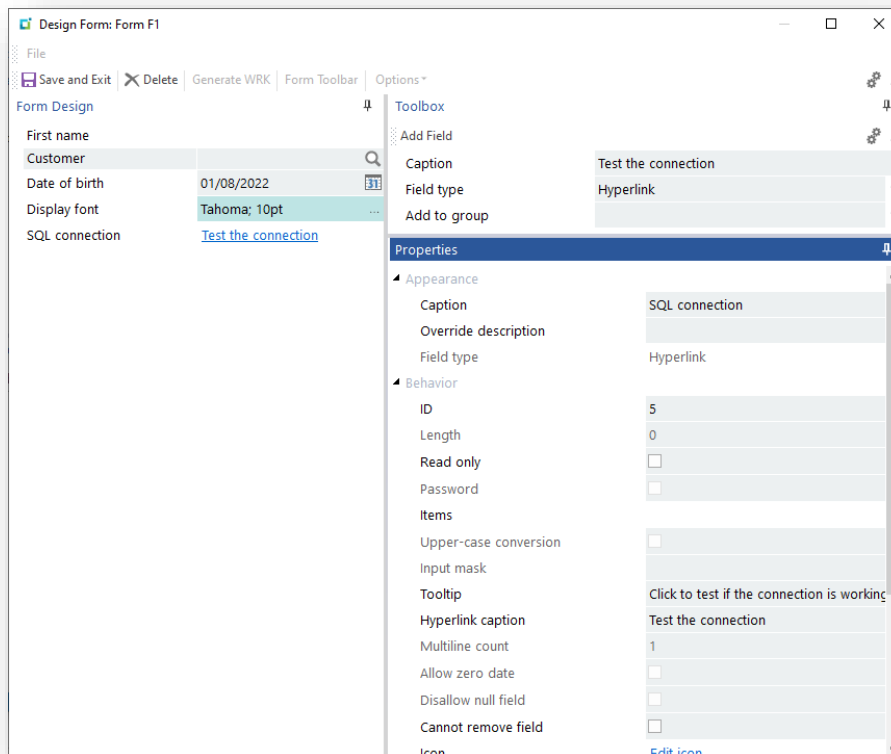 Design Form: Form F1
File
Save and Exit Delete Generate WRK Form Toolbar Options
Form Design
First name
Customer
Date of birth 01/08/2022 31
Display font Tahoma; 10pt ...
SQL connection Test the connection
Toolbox
Add Field
Caption Test the connection
Field type Hyperlink
Add to group
Properties
Appearance
Caption SQL connection
Override description
Field type Hyperlink
Behavior
ID 5
Length 0
Read only
Password
Items
Upper-case conversion
Input mask
Tooltip Click to test if the connection is working
Hyperlink caption Test the connection
Multiline count 1
Allow zero date
Disallow null field
Cannot remove field
Icon Edit icon